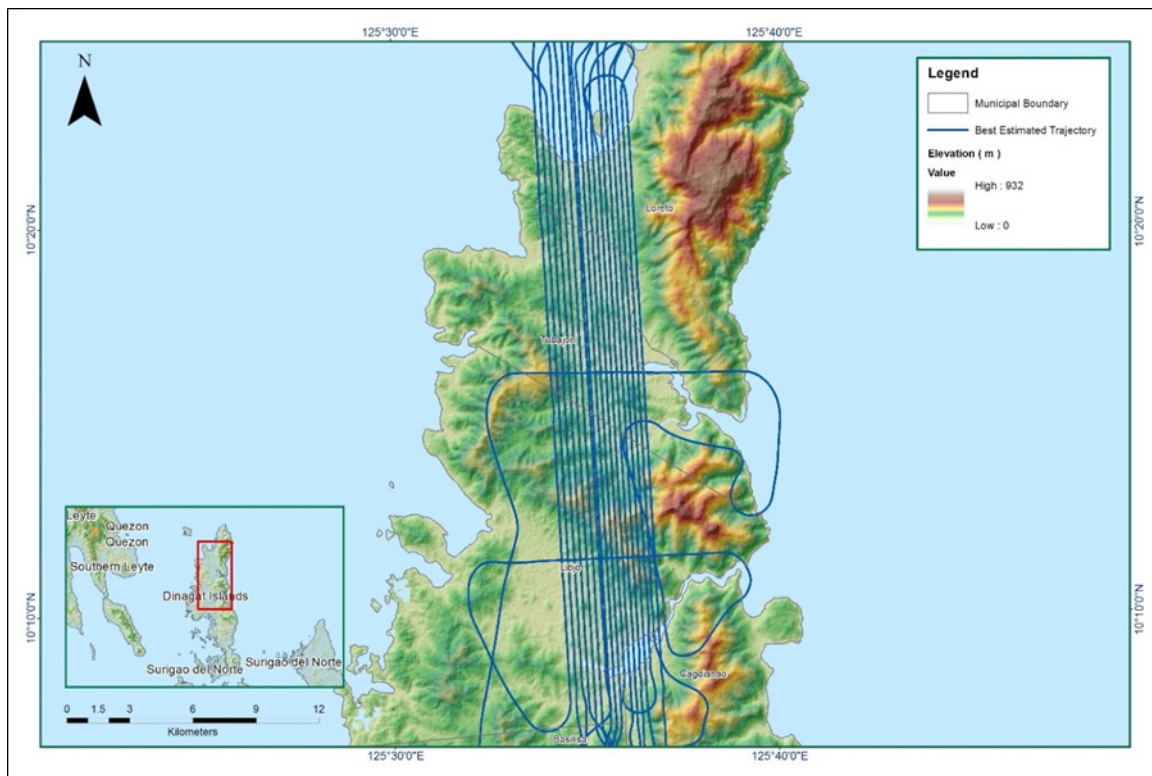 125°30'0"E
125°40'0"E
N
Legend
Municipal Boundary
Best Estimated Trajectory
Elevation ( m )
Value
High : 932
Low : 0
10°20'0"N
10°20'0"N
Loreto
Tubajon
Libjo
10°10'0"N
10°10'0"N
Cagdianao
Basilisa
Leyte
Quezon
Quezon
Southern Leyte
Dinagat Islands
Surigao del Norte
Surigao del Norte
0 1.5 3 6 9 12
Kilometers
125°30'0"E
125°40'0"E